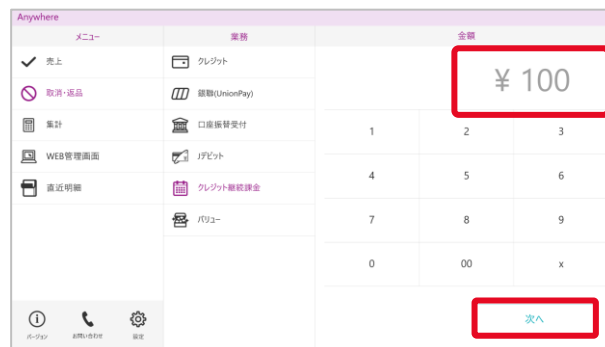 Anywhere
メニュー
業務
金額
売上
取消・返品
集計
WEB管理画面
直近明細
バージョン
お問い合わせ
設定
クレジット
銀聯(UnionPay)
口座振替受付
Jデビット
クレジット継続課金
バリュー
¥ 100
1 2 3
4 5 6
7 8 9
0 00 x
次へ